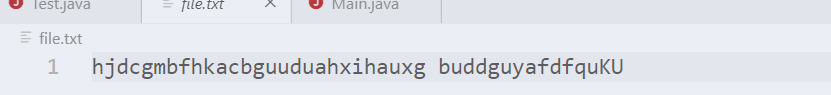 Test.java file.txt Main.java
file.txt
1 hjdcgmbfhkacbguuduahxihauxg buddguyafdfquKU